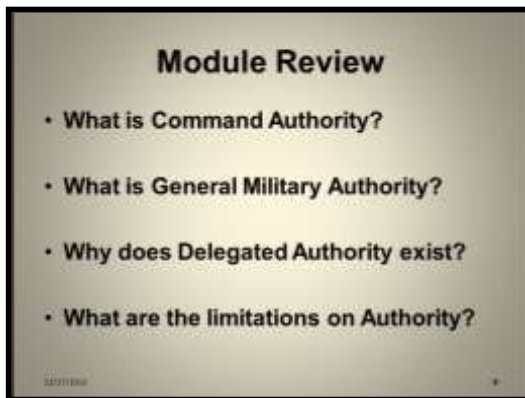 Module Review
• What is Command Authority?
• What is General Military Authority?
• Why does Delegated Authority exist?
• What are the limitations on Authority?